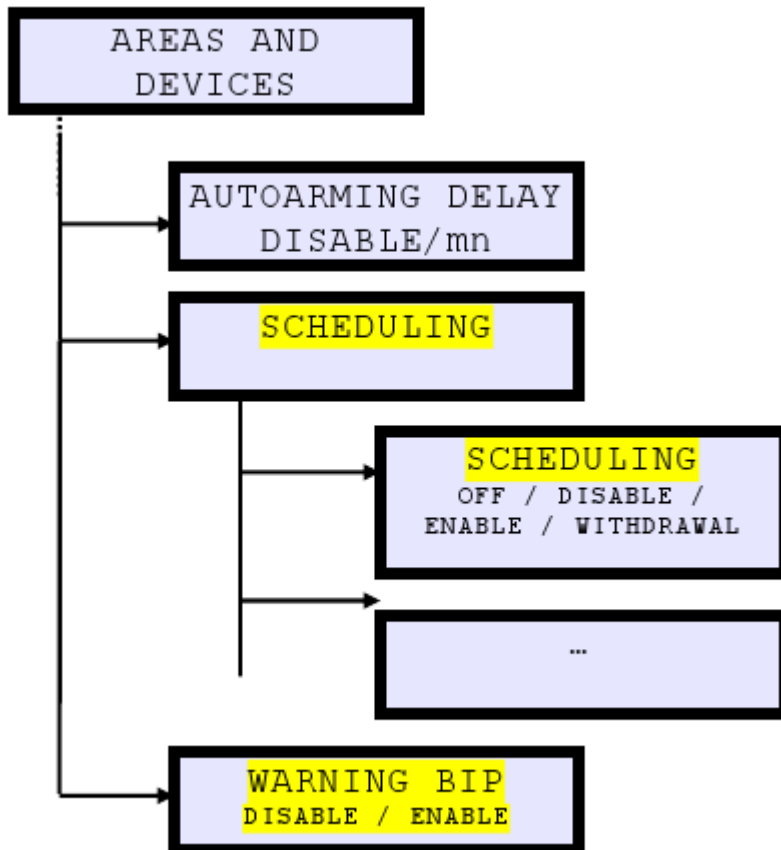 AREAS AND
DEVICES
AUTOARMING DELAY
DISABLE/mn
SCHEDULING
SCHEDULING
OFF / DISABLE /
ENABLE / WITHDRAWAL
…
WARNING BIP
DISABLE / ENABLE